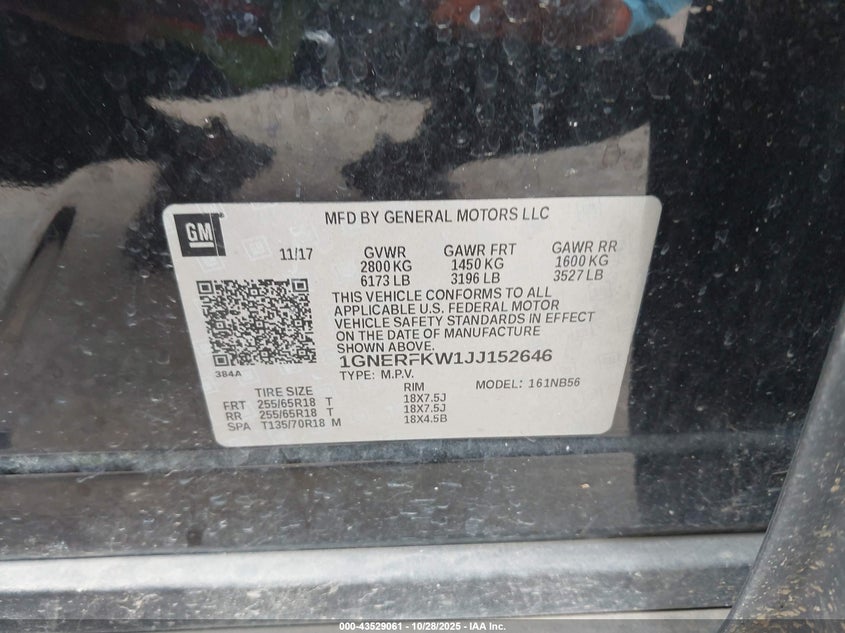 MFD BY GENERAL MOTORS LLC
GM
11/17
GVWR GAWR FRT GAWR RR
2800 KG 1450 KG 1600 KG
6173 LB 3196 LB 3527 LB
THIS VEHICLE CONFORMS TO ALL
APPLICABLE U.S. FEDERAL MOTOR
VEHICLE SAFETY STANDARDS IN EFFECT
ON THE DATE OF MANUFACTURE
SHOWN ABOVE.
1GNERFKW1JJ152646
384A
TYPE: M.P.V. MODEL: 161NB56
TIRE SIZE RIM
FRT 255/65R18 T 18X7.5J
RR 255/65R18 T 18X7.5J
SPA T135/70R18 M 18X4.5B
000-43529061 - 10/28/2025 - IAA Inc.